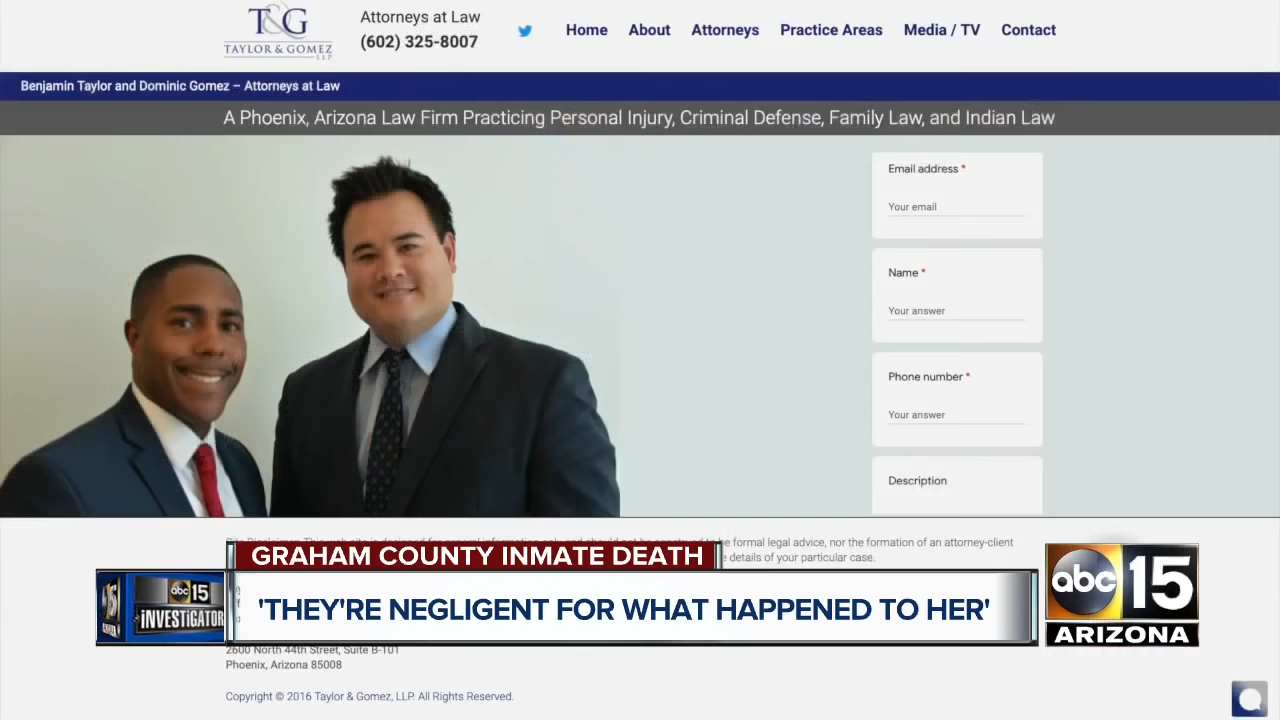 T&G
TAYLOR & GOMEZ
LLP
Attorneys at Law
(602) 325-8007
Home
About
Attorneys
Practice Areas
Media / TV
Contact
Benjamin Taylor and Dominic Gomez – Attorneys at Law
A Phoenix, Arizona Law Firm Practicing Personal Injury, Criminal Defense, Family Law, and Indian Law
Email address *
Your email
Name *
Your answer
Phone number *
Your answer
Description
be formal legal advice, nor the formation of an attorney-client
details of your particular case.
GRAHAM COUNTY INMATE DEATH
abc 15
INVESTIGATOR
'THEY'RE NEGLIGENT FOR WHAT HAPPENED TO HER'
abc 15
ARIZONA
2600 North 44th Street, Suite B-101
Phoenix, Arizona 85008
Copyright © 2016 Taylor & Gomez, LLP. All Rights Reserved.